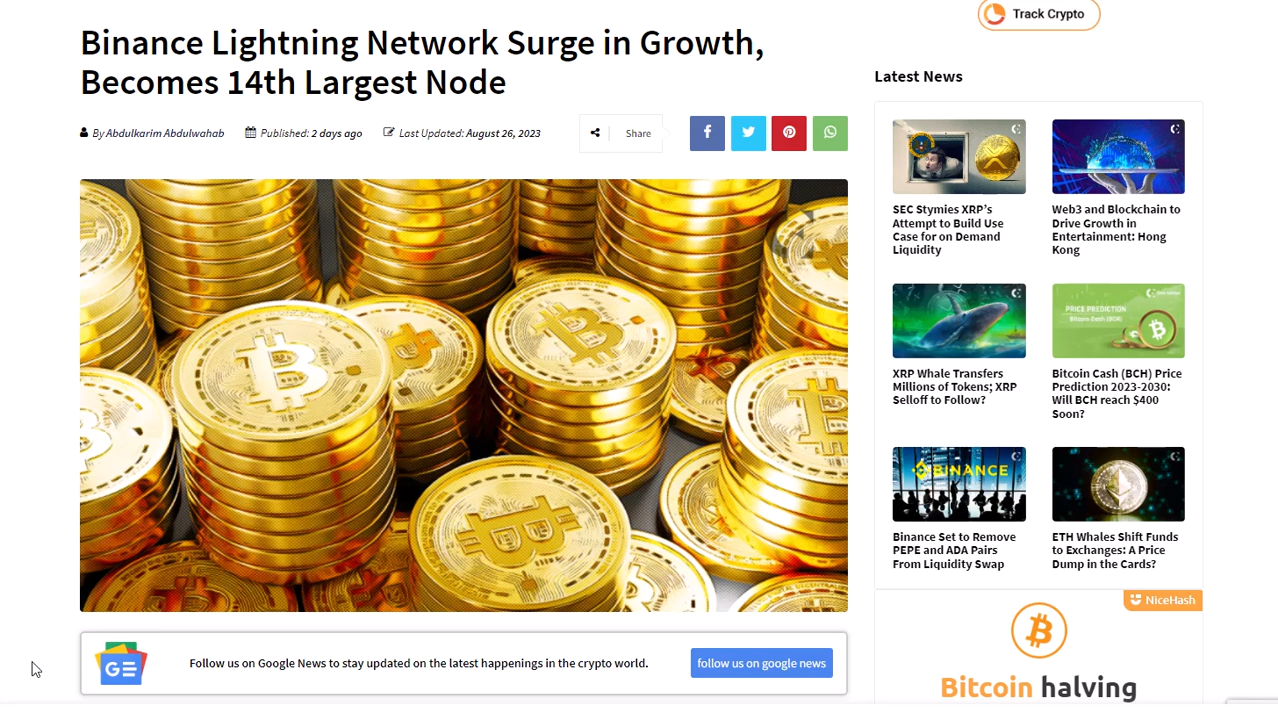 Track Crypto
Binance Lightning Network Surge in Growth,
Becomes 14th Largest Node
By Abdulkarim Abdulwahab
Published: 2 days ago
Last Updated: August 26, 2023
Share
Latest News
SEC Stymies XRP's
Attempt to Build Use
Case for on Demand
Liquidity
Web3 and Blockchain to
Drive Growth in
Entertainment: Hong
Kong
PRICE PREDICTION
XRP Whale Transfers
Millions of Tokens; XRP
Selloff to Follow?
Bitcoin Cash (BCH) Price
Prediction 2023-2030:
Will BCH reach $400
Soon?
BINANCE
Binance Set to Remove
PEPE and ADA Pairs
From Liquidity Swap
ETH Whales Shift Funds
to Exchanges: A Price
Dump in the Cards?
NiceHash
Bitcoin halving
GE
Follow us on Google News to stay updated on the latest happenings in the crypto world.
follow us on google news